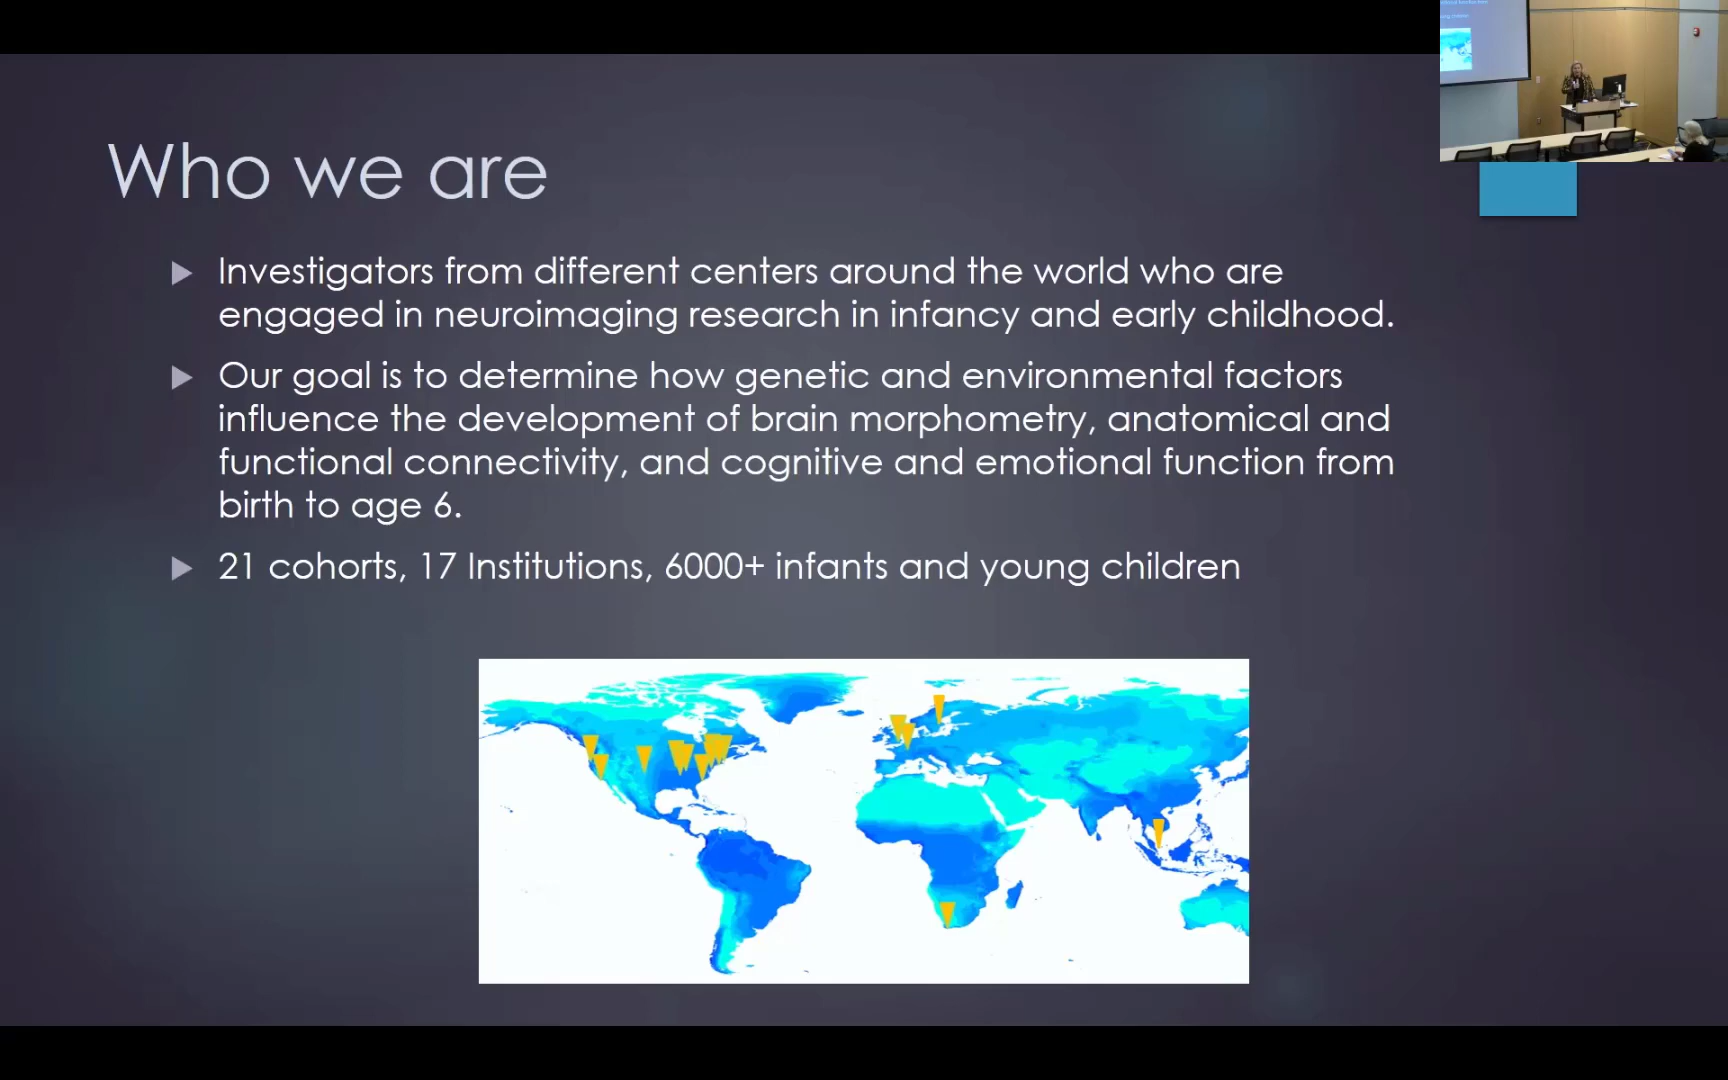 Who we are
Investigators from different centers around the world who are
engaged in neuroimaging research in infancy and early childhood.
Our goal is to determine how genetic and environmental factors
influence the development of brain morphometry, anatomical and
functional connectivity, and cognitive and emotional function from
birth to age 6.
21 cohorts, 17 Institutions, 6000+ infants and young children